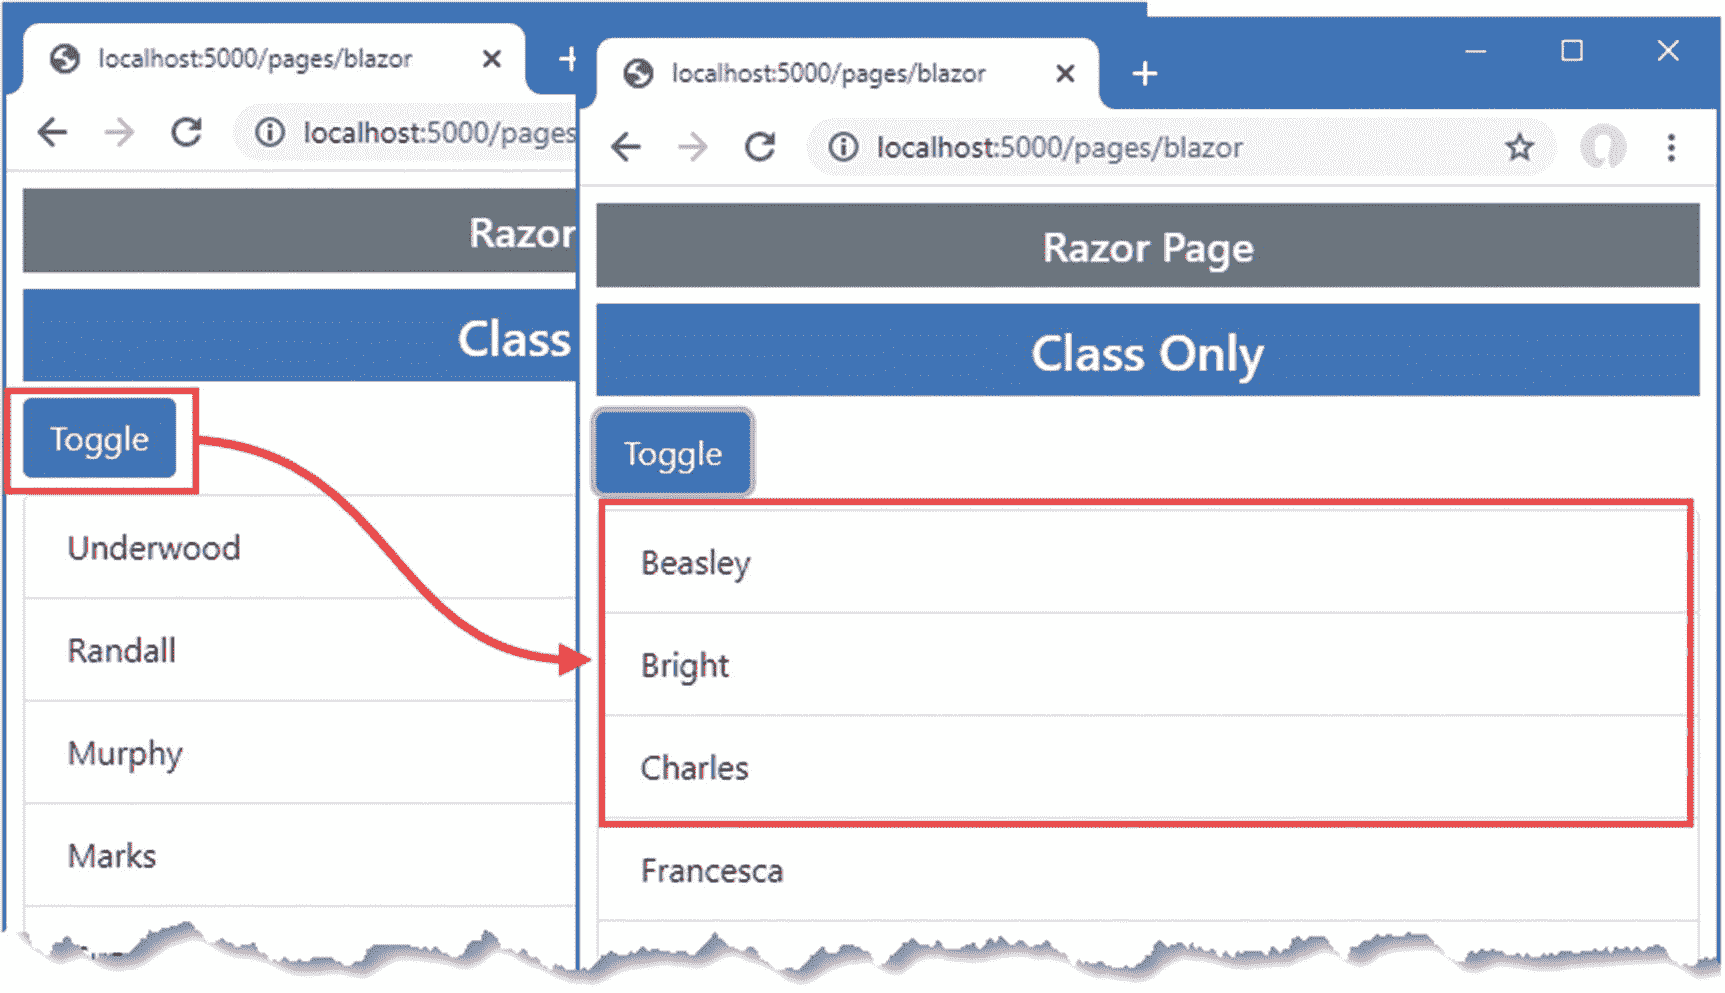 localhost:5000/pages/blazor
localhost:5000/pages
Razor
Class
Toggle
Underwood
Randall
Murphy
Marks
localhost:5000/pages/blazor
localhost:5000/pages/blazor
Razor Page
Class Only
Toggle
Beasley
Bright
Charles
Francesca